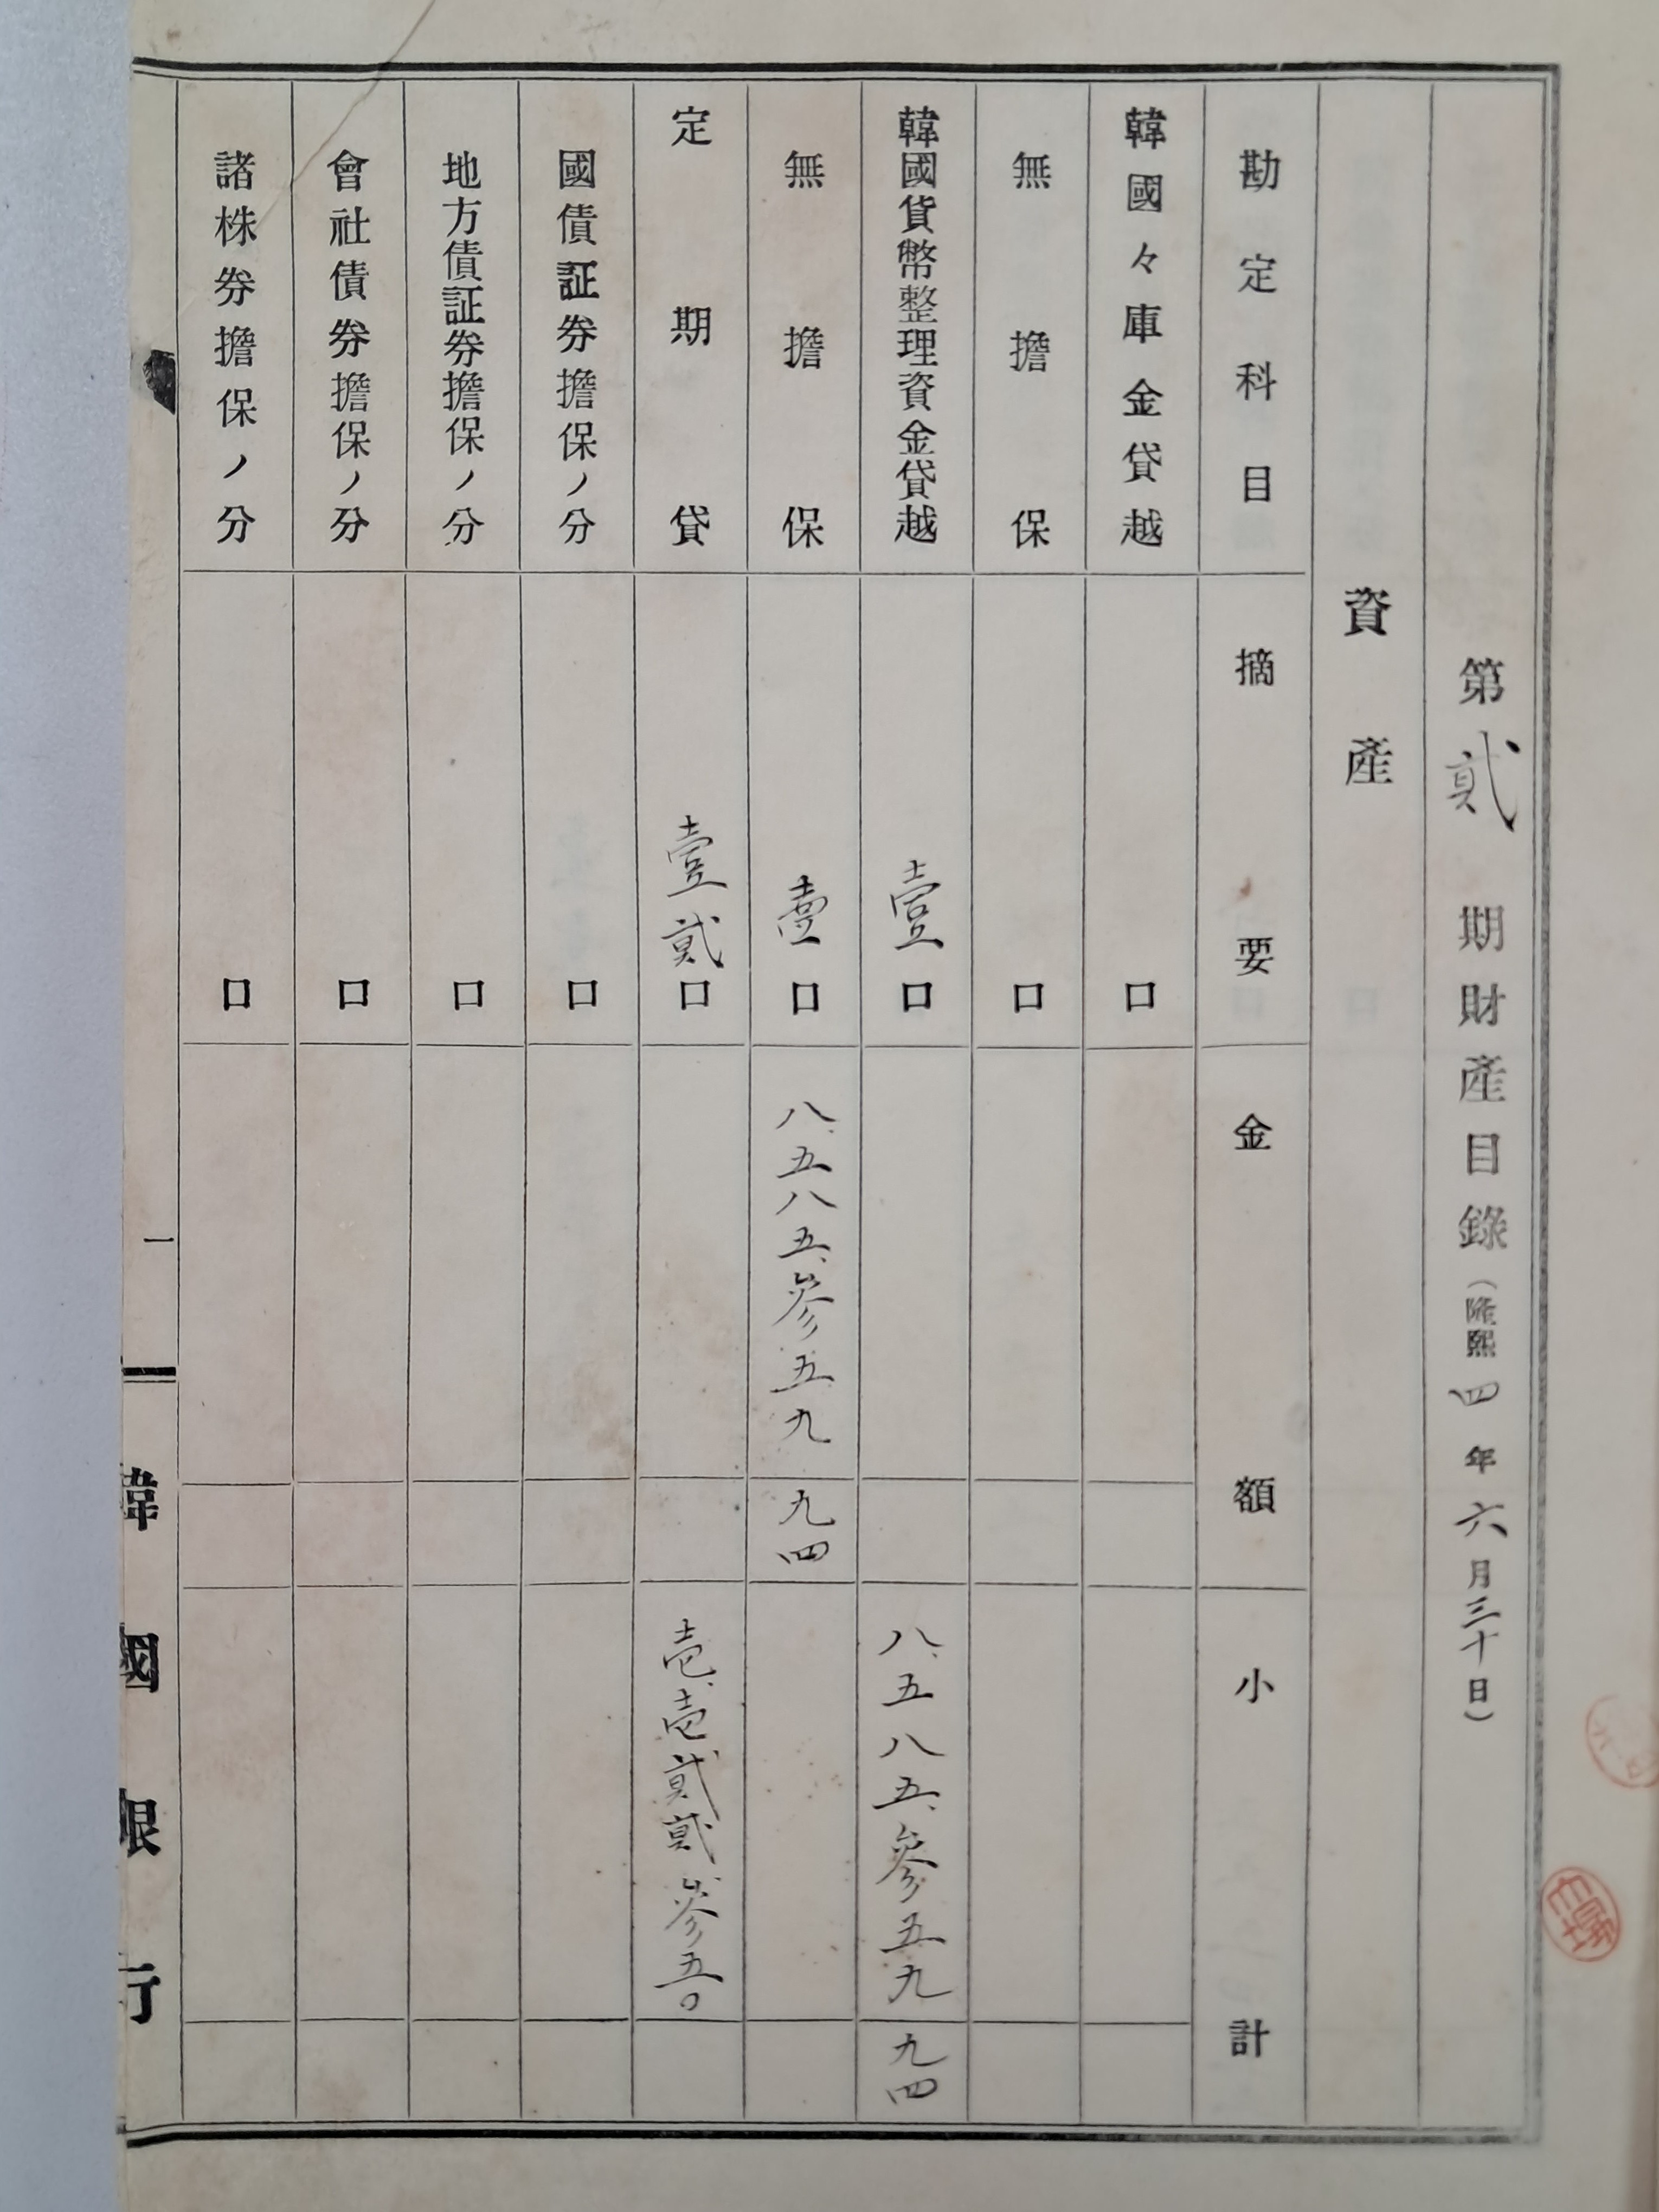 第貳期財產目錄（隆熙四年六月三十日）
資產
勘定科目 摘要 金額 小計
韓國々庫金貸越 口
無擔保 口
韓國貨幣整理資金貸越 壹口 八、五八五、參五九 九四
無擔保 壹口 八、五八五、參五九 九四
定期貸 壹貳口 壱、壱貳貳、參五〇
國債証券擔保ノ分 口
地方債証券擔保ノ分 口
會社債券擔保ノ分 口
諸株券擔保ノ分 口
一
韓國銀行